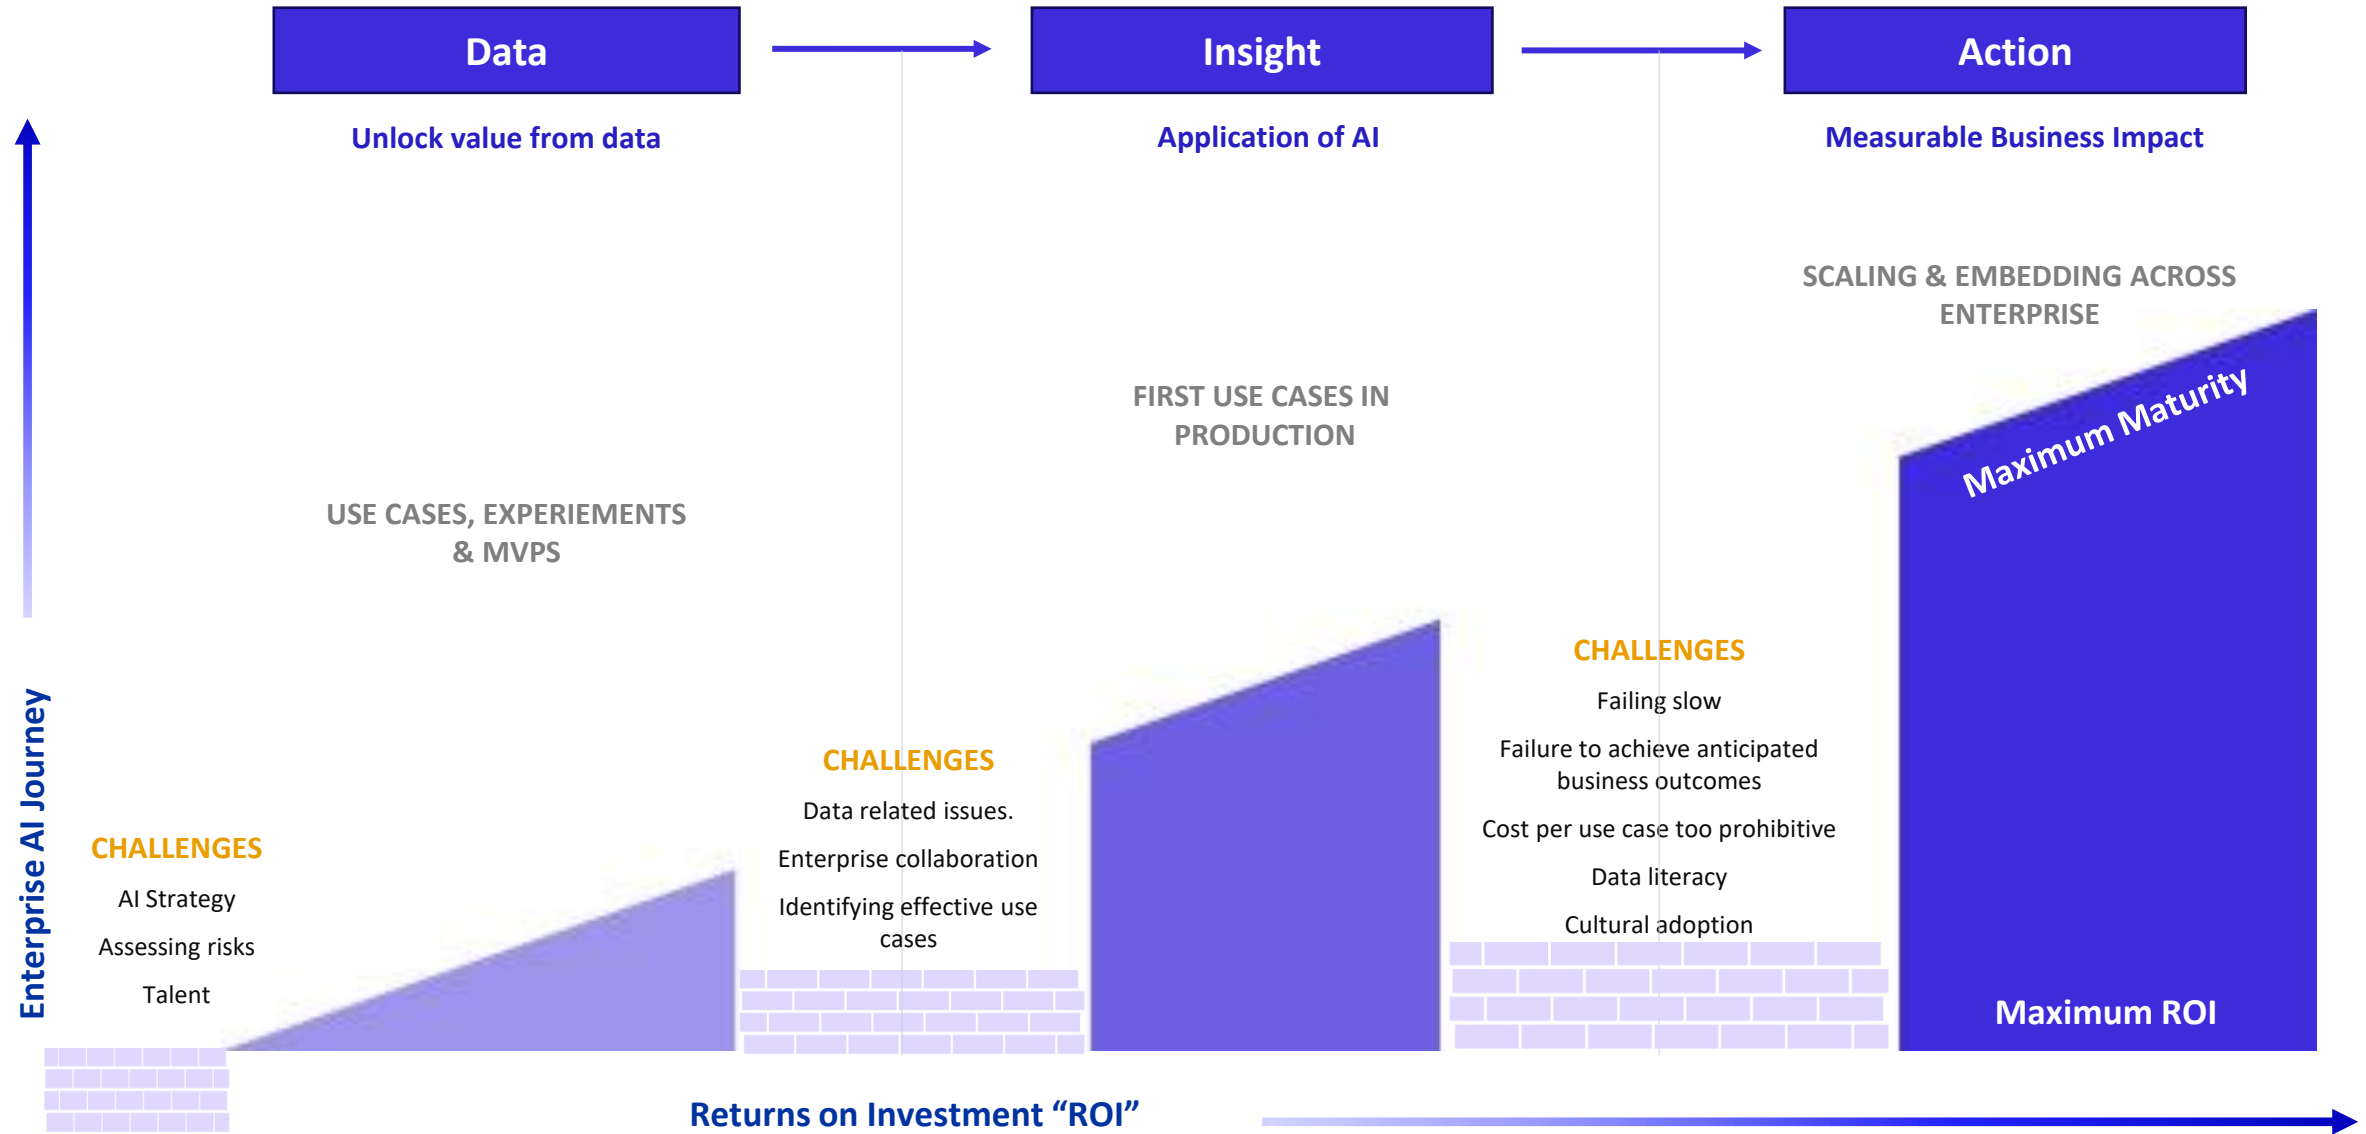 Data
Insight
Action
Unlock value from data
Application of AI
Measurable Business Impact
SCALING & EMBEDDING ACROSS
ENTERPRISE
Maximum Maturity
FIRST USE CASES IN
PRODUCTION
USE CASES, EXPERIEMENTS
& MVPS
Enterprise AI Journey
CHALLENGES
AI Strategy
Assessing risks
Talent
CHALLENGES
Data related issues.
Enterprise collaboration
Identifying effective use
cases
CHALLENGES
Failing slow
Failure to achieve anticipated
business outcomes
Cost per use case too prohibitive
Data literacy
Cultural adoption
Maximum ROI
Returns on Investment “ROI”